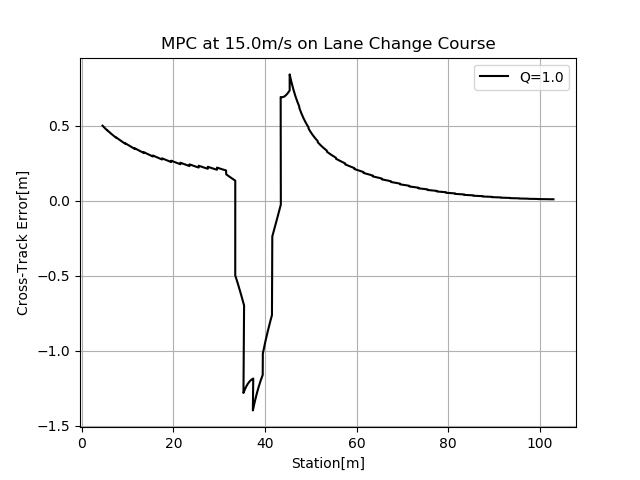 MPC at 15.0m/s on Lane Change Course
Q=1.0
Cross-Track Error[m]
0.5
0.0
−0.5
−1.0
−1.5
0 20 40 60 80 100
Station[m]